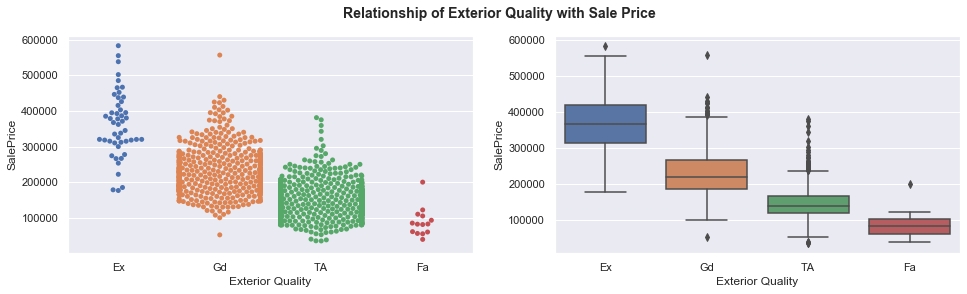 Relationship of Exterior Quality with Sale Price
600000
500000
400000
300000
200000
100000
SalePrice
Ex Gd TA Fa
Exterior Quality
600000
500000
400000
300000
200000
100000
SalePrice
Ex Gd TA Fa
Exterior Quality